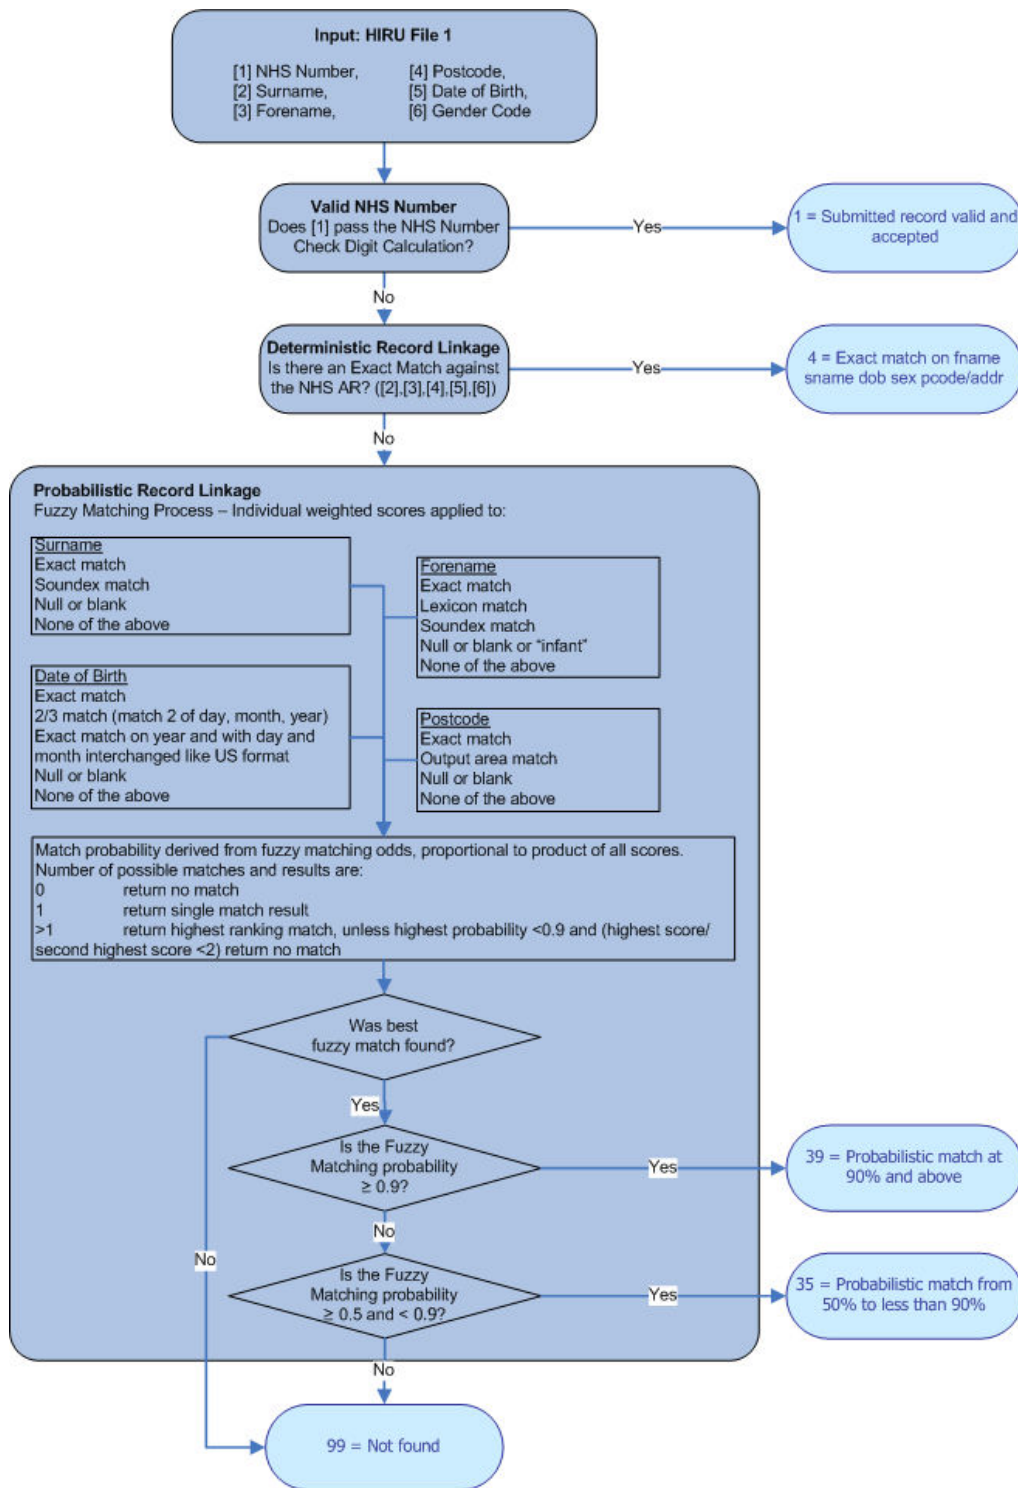 Input: HIRU File 1
[1] NHS Number,
[2] Surname,
[3] Forename,
[4] Postcode,
[5] Date of Birth,
[6] Gender Code
Valid NHS Number
Does [1] pass the NHS Number
Check Digit Calculation?
Yes
1 = Submitted record valid and
accepted
No
Deterministic Record Linkage
Is there an Exact Match against
the NHS AR? ([2],[3],[4],[5],[6])
Yes
4 = Exact match on fname
sname dob sex pcode/addr
No
Probabilistic Record Linkage
Fuzzy Matching Process – Individual weighted scores applied to:
Surname
Exact match
Soundex match
Null or blank
None of the above
Forename
Exact match
Lexicon match
Soundex match
Null or blank or “infant”
None of the above
Date of Birth
Exact match
2/3 match (match 2 of day, month, year)
Exact match on year and with day and
month interchanged like US format
Null or blank
None of the above
Postcode
Exact match
Output area match
Null or blank
None of the above
Match probability derived from fuzzy matching odds, proportional to product of all scores.
Number of possible matches and results are:
0 return no match
1 return single match result
>1 return highest ranking match, unless highest probability <0.9 and (highest score/
second highest score <2) return no match
Was best
fuzzy match found?
Yes
Is the Fuzzy
Matching probability
≥ 0.9?
Yes
39 = Probabilistic match at
90% and above
No
No
Is the Fuzzy
Matching probability
≥ 0.5 and < 0.9?
Yes
35 = Probabilistic match from
50% to less than 90%
No
99 = Not found